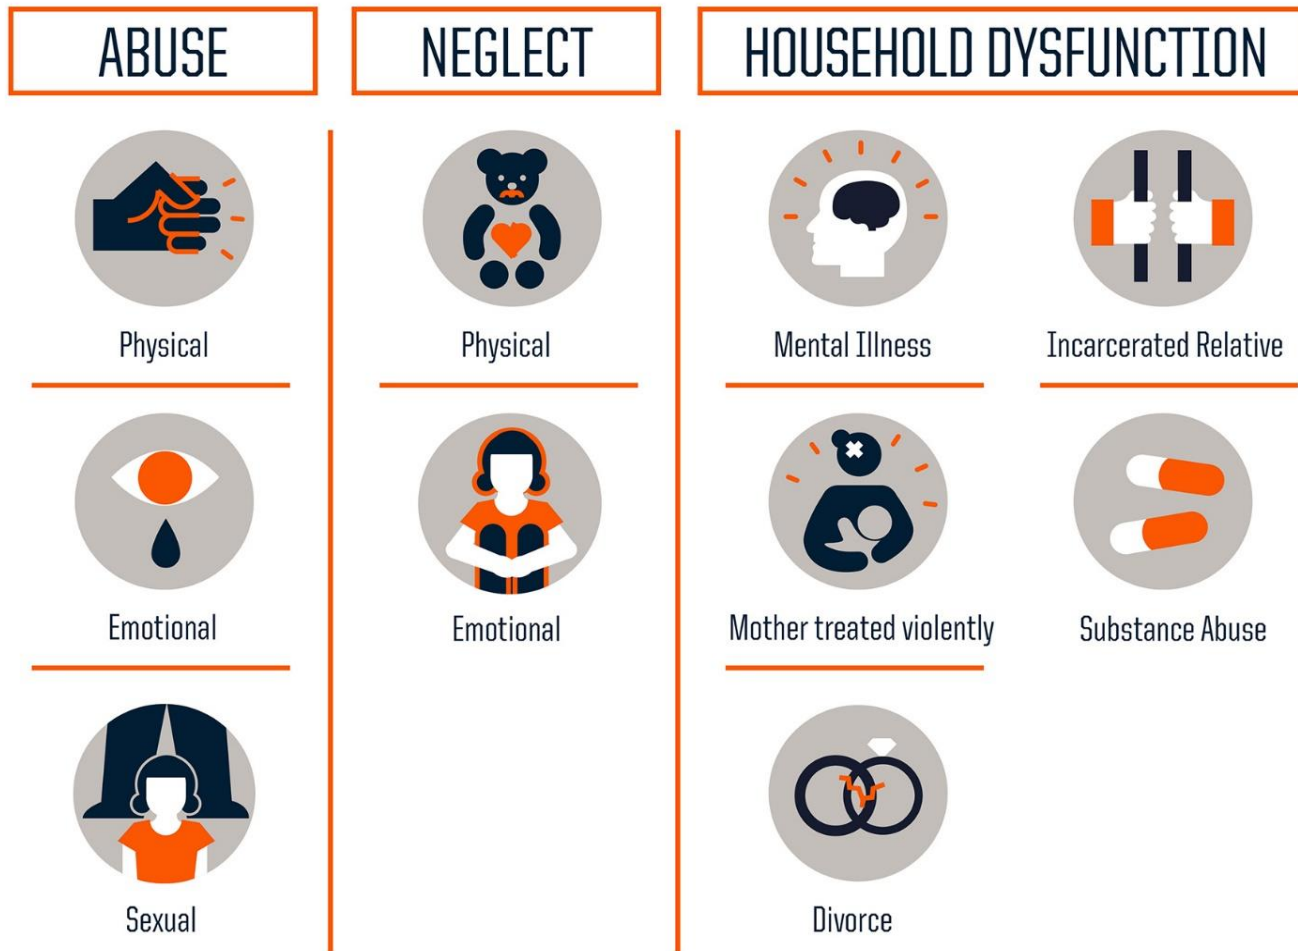 ABUSE
NEGLECT
HOUSEHOLD DYSFUNCTION
Physical
Physical
Mental Illness
Incarcerated Relative
Emotional
Emotional
Mother treated violently
Substance Abuse
Sexual
Divorce